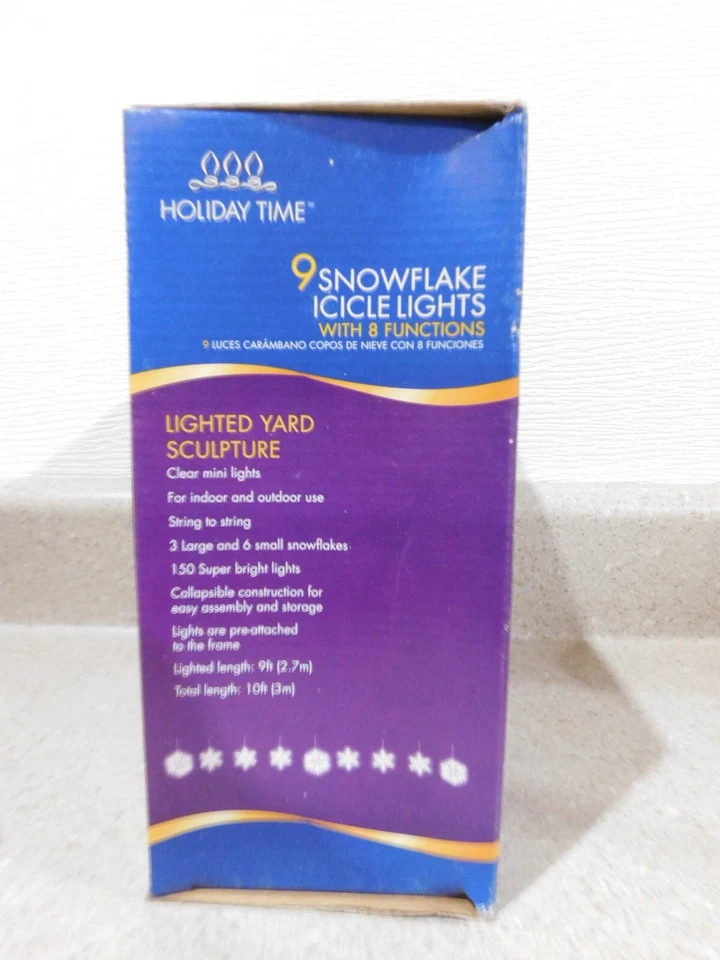 HOLIDAY TIME™
9 SNOWFLAKE
ICICLE LIGHTS
WITH 8 FUNCTIONS
9 LUCES CARÁMBANO COPOS DE NIEVE CON 8 FUNCIONES
LIGHTED YARD
SCULPTURE
Clear mini lights
For indoor and outdoor use
String to string
3 Large and 6 small snowflakes
150 Super bright lights
Collapsible construction for
easy assembly and storage
Lights are pre-attached
to the frame
Lighted length: 9ft (2.7m)
Total length: 10ft (3m)